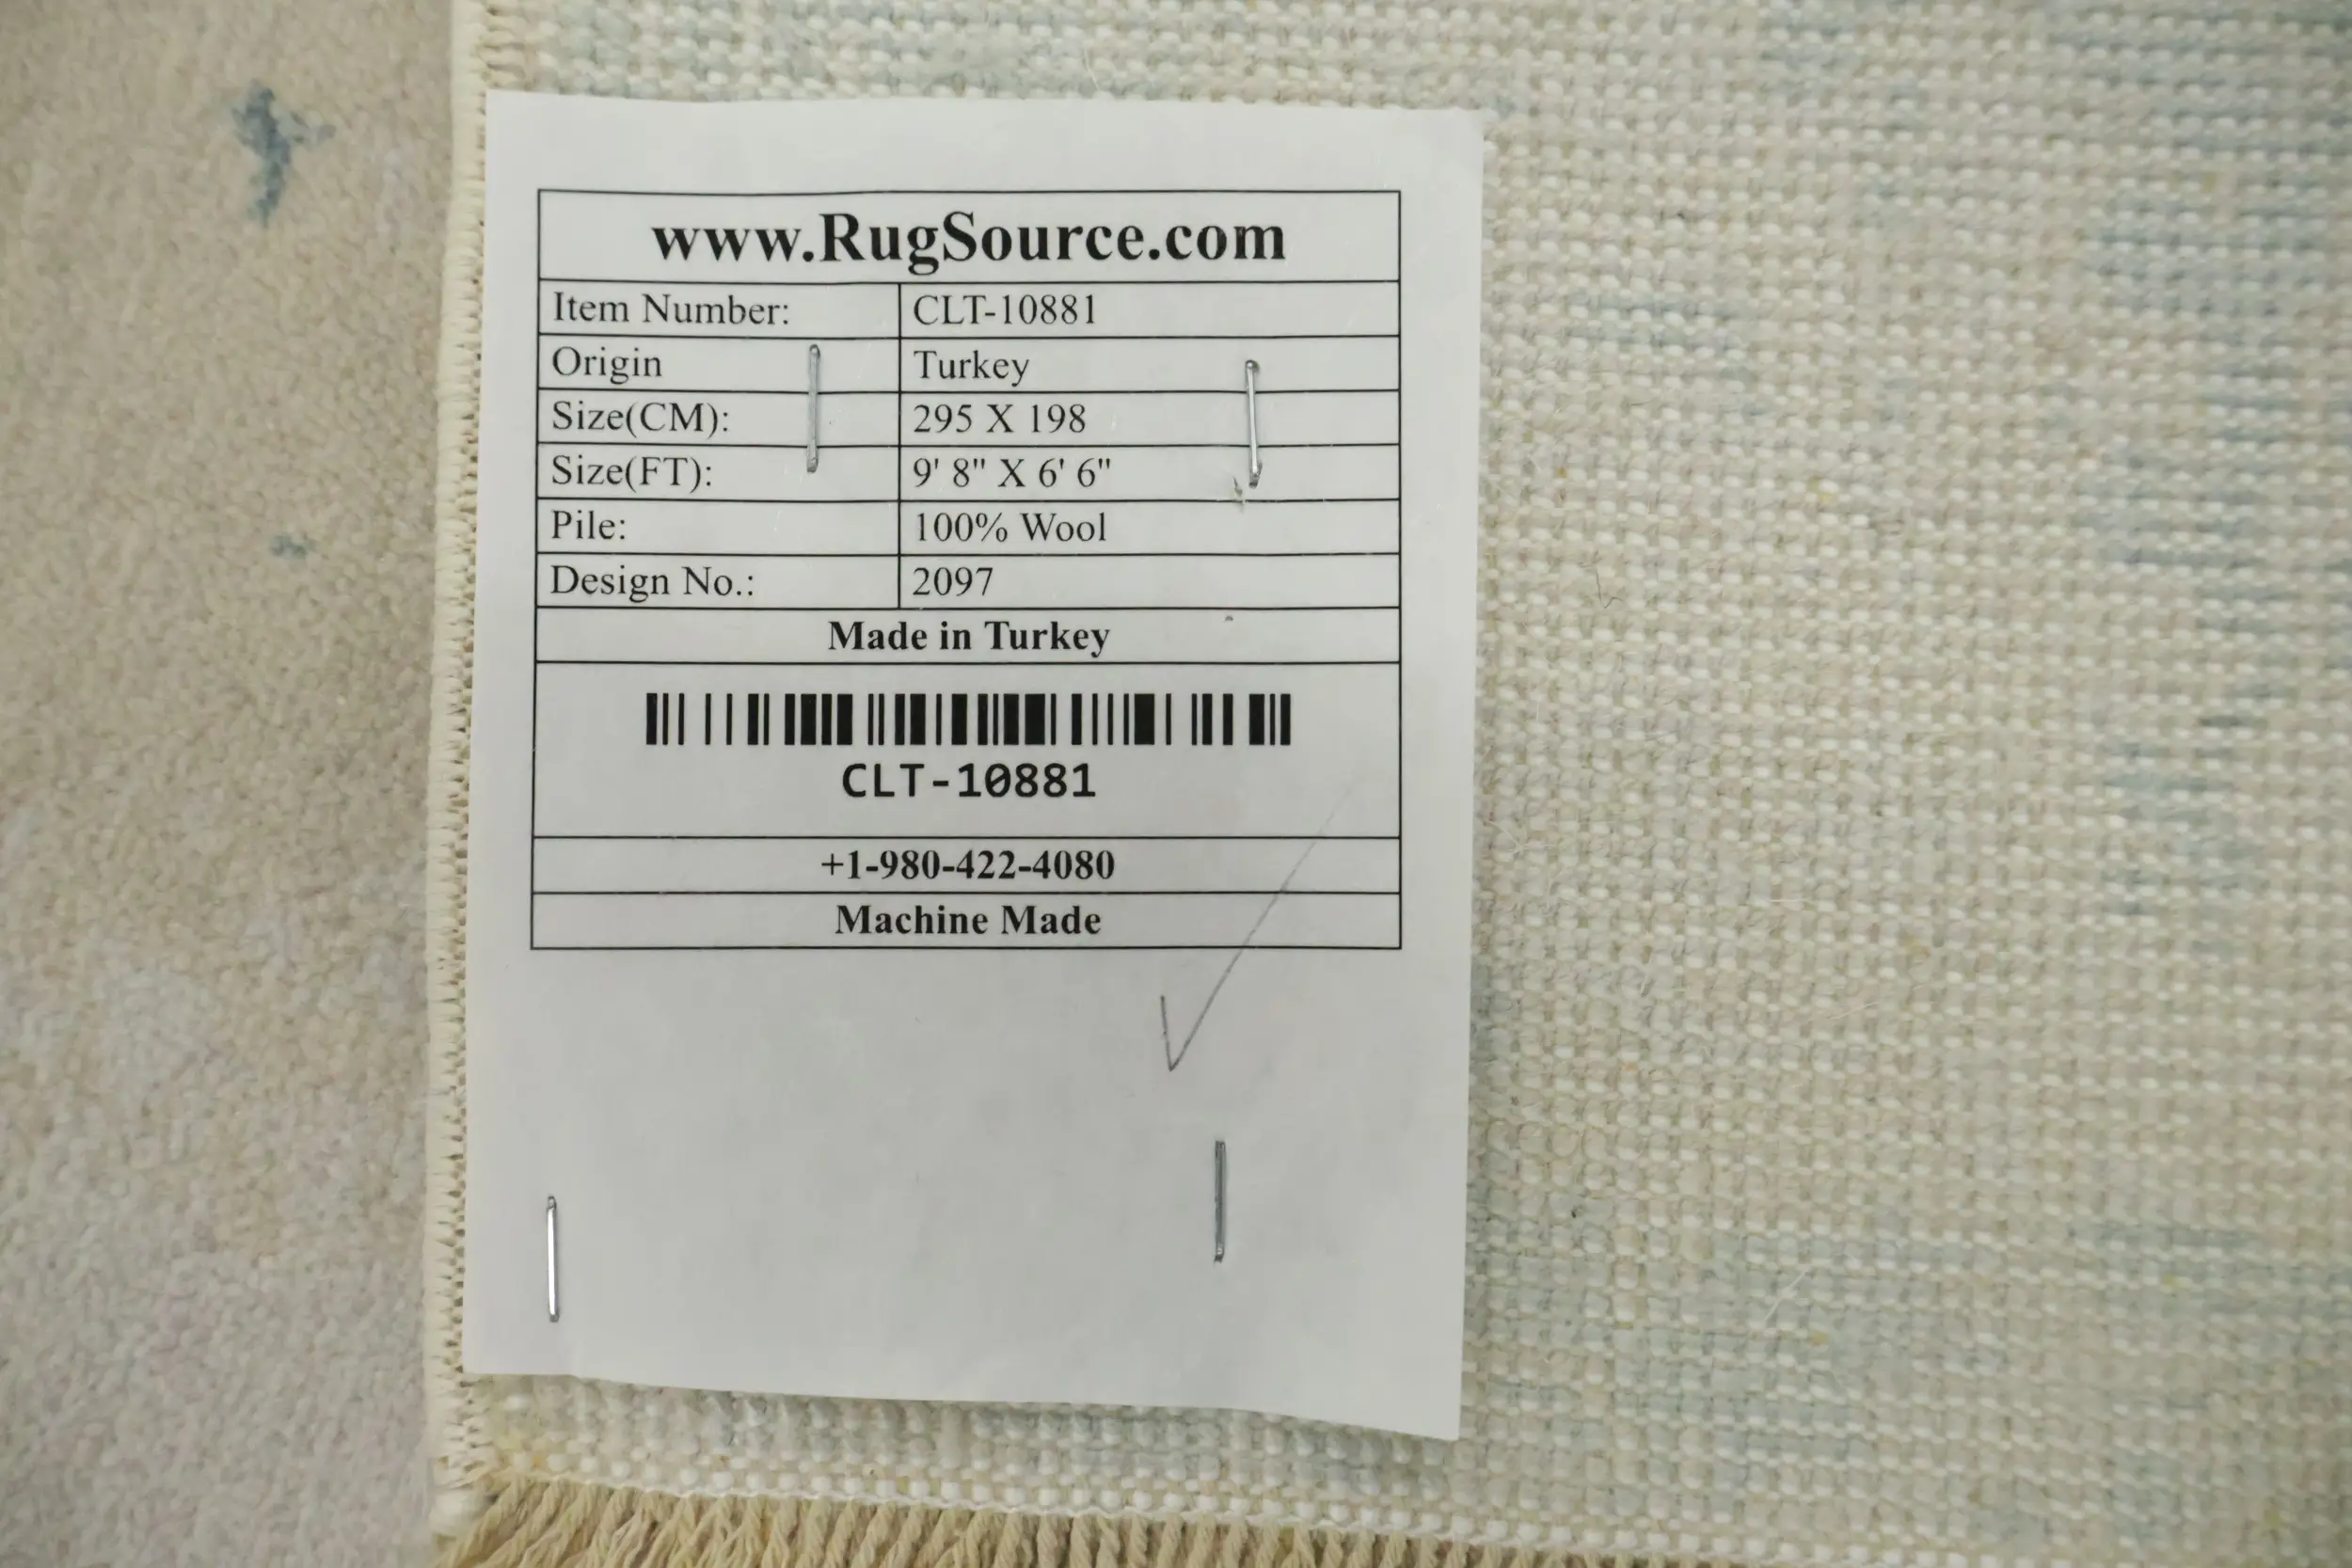 www.RugSource.com
Item Number: CLT-10881
Origin Turkey
Size(CM): 295 X 198
Size(FT): 9' 8" X 6' 6"
Pile: 100% Wool
Design No.: 2097
Made in Turkey
CLT-10881
+1-980-422-4080
Machine Made